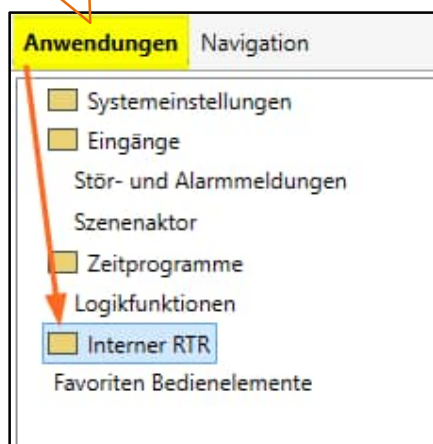 Anwendungen Navigation
Systemeinstellungen
Eingänge
Stör- und Alarmmeldungen
Szenenaktor
Zeitprogramme
Logikfunktionen
Interner RTR
Favoriten Bedienelemente